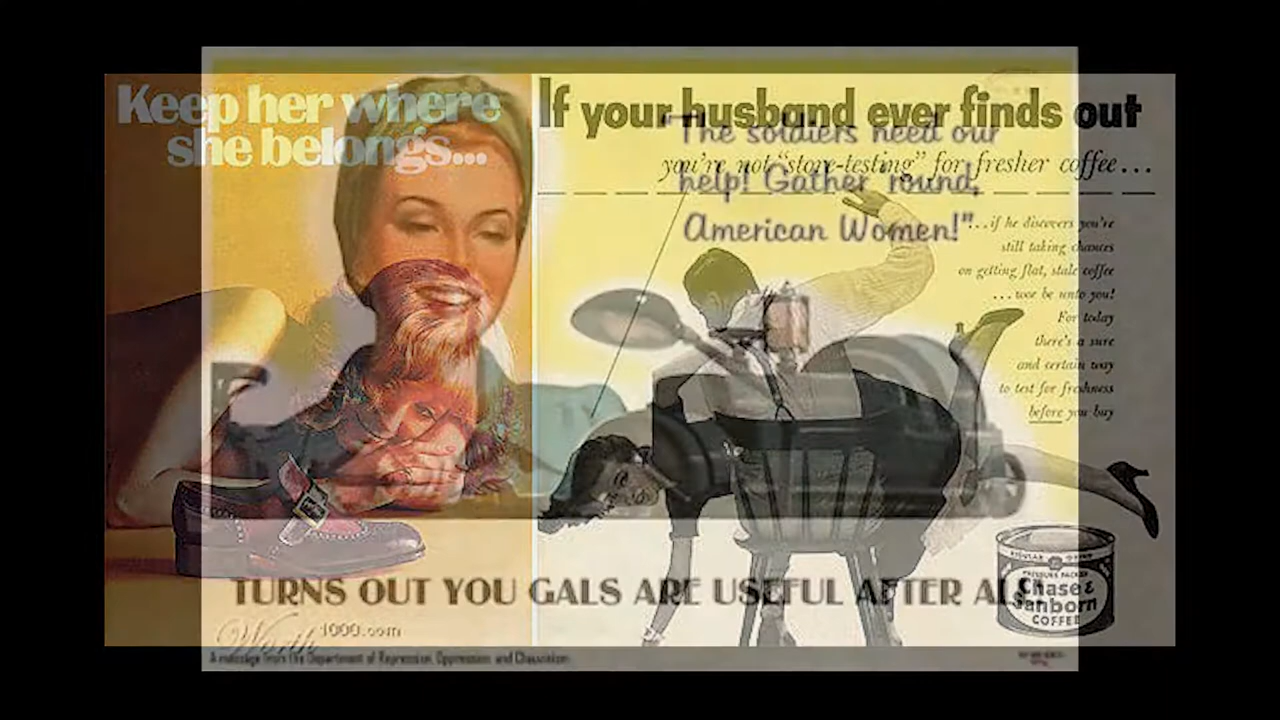 Keep her where
she belongs...
If your husband ever finds out
you're not "store-testing" for fresher coffee...
"The soldiers need our
help! Gather 'round,
American Women!"
...if he discovers you're
still taking chances
on getting flat, stale coffee
...woe be unto you!
For today
there's a sure
and certain way
to test for freshness
before you buy
TURNS OUT YOU GALS ARE USEFUL AFTER ALL
Chase &
Sanborn
COFFEE
Worth
1000.com
A message from the Department of Repression, Oppression, and Chauvinism